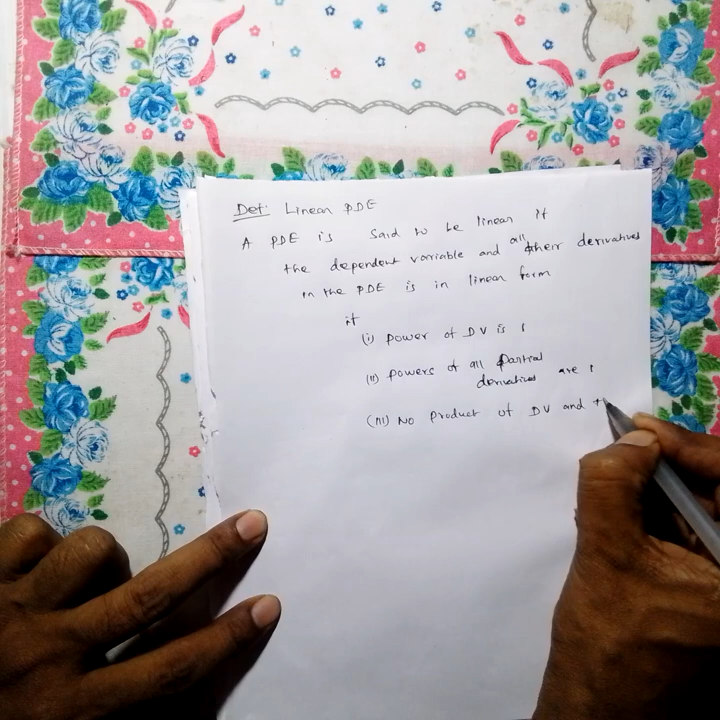 Def: Linear PDE
A PDE is said to be linear if
the dependent variable and all their derivatives
in the PDE is in linear form
if
(i) Power of DV is 1
(ii) Powers of all Partial
derivatives are 1
(iii) No Product of DV and t